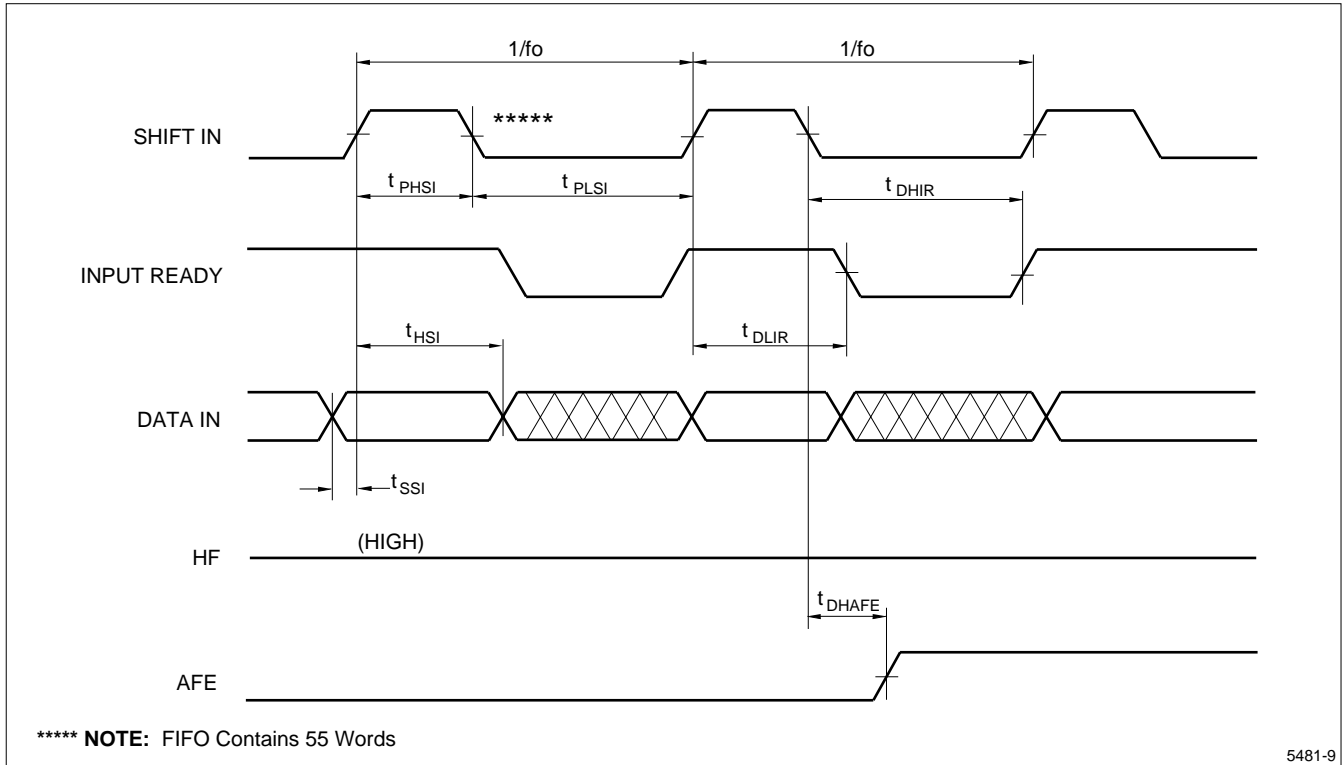 1/fo 1/fo
SHIFT IN *****
t PHSI t PLSI t DHIR
INPUT READY
t HSI t DLIR
DATA IN
t SSI
HF (HIGH)
t DHAFE
AFE
***** NOTE: FIFO Contains 55 Words
5481-9